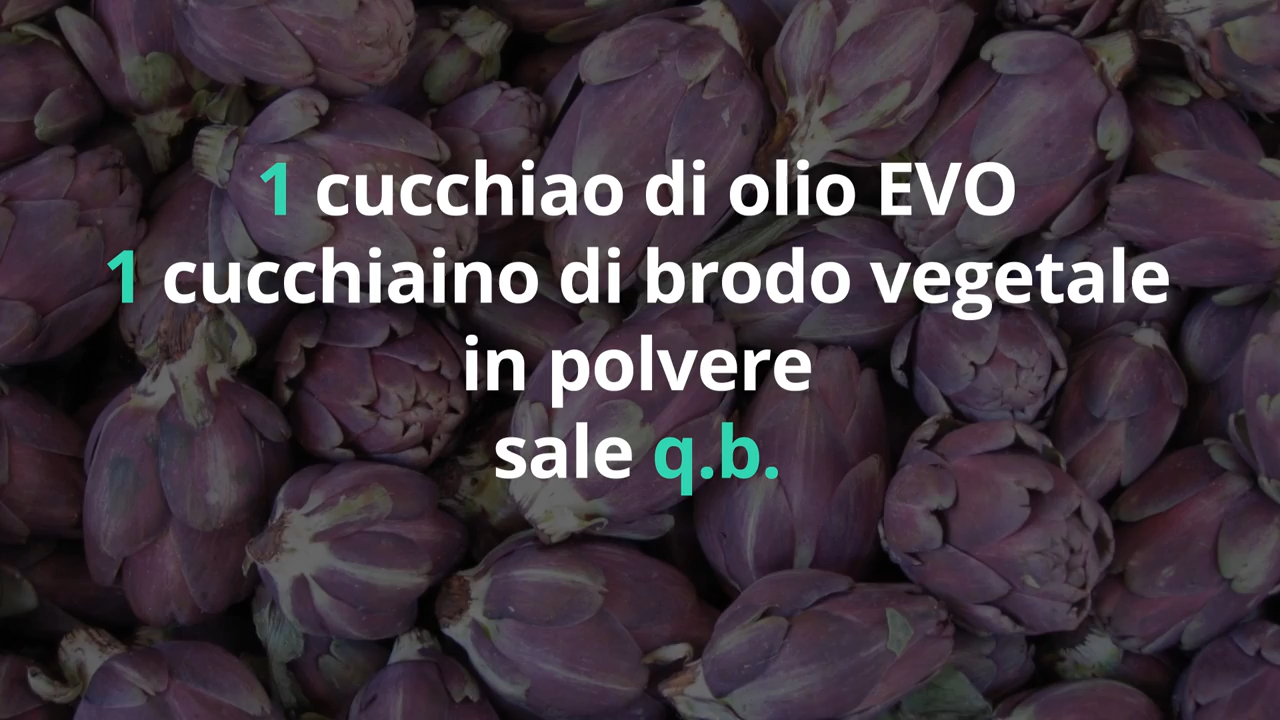 1 cucchiao di olio EVO
1 cucchiaino di brodo vegetale
in polvere
sale q.b.